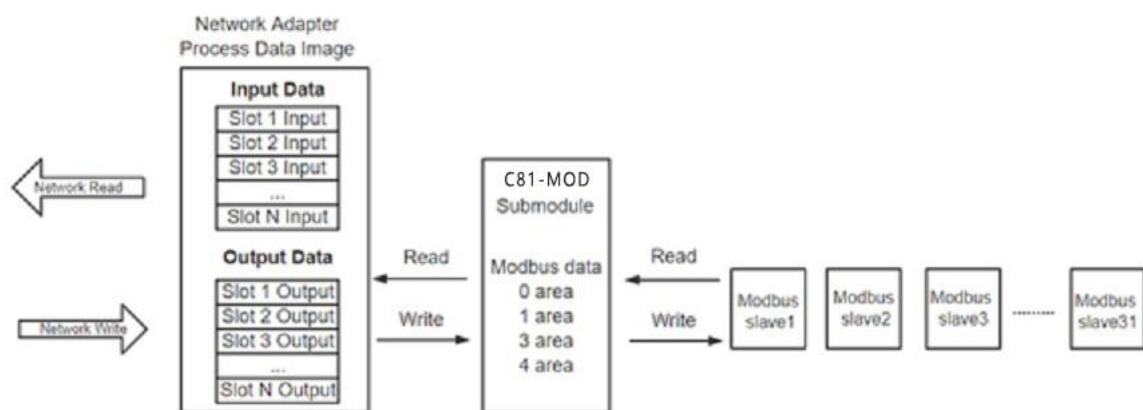 Network Adapter
Process Data Image
Input Data
Slot 1 Input
Slot 2 Input
Slot 3 Input
...
Slot N Input
Output Data
Slot 1 Output
Slot 2 Output
Slot 3 Output
...
Slot N Output
Network Read
Network Write
Read
Write
C81-MOD
Submodule
Modbus data
0 area
1 area
3 area
4 area
Read
Write
Modbus
slave1
Modbus
slave2
Modbus
slave3
........
Modbus
slave31